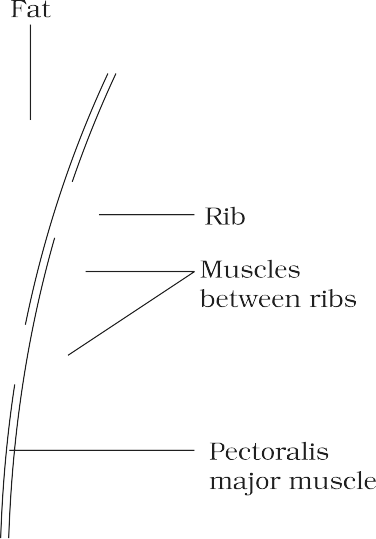 Fat
Rib
Muscles
between ribs
Pectoralis
major muscle